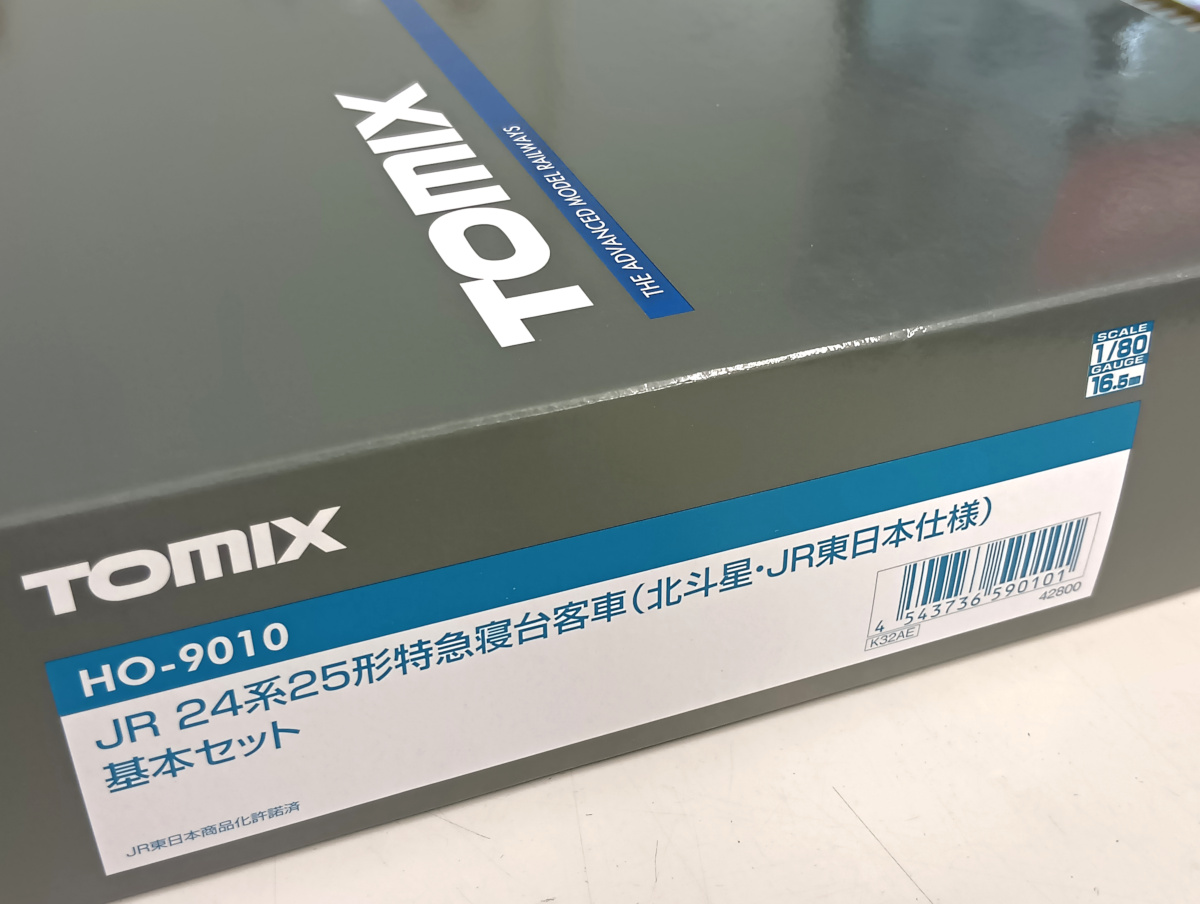 TOMIX
THE ADVANCED MODEL RAILWAYS
SCALE
1/80
GAUGE
16.5mm
TOMIX
HO-9010
JR 24系25形特急寝台客車(北斗星・JR東日本仕様)
基本セット
4 543736 590101
K32AE
42800
JR東日本商品化許諾済